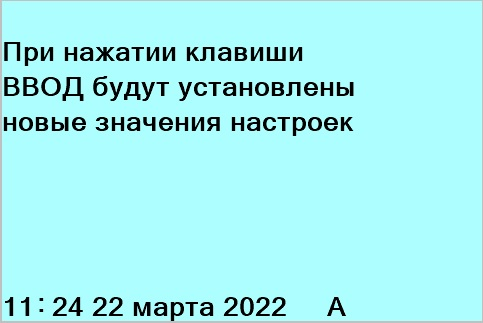 При нажатии клавиши
ВВОД будут установлены
новые значения настроек
11: 24 22 марта 2022 А